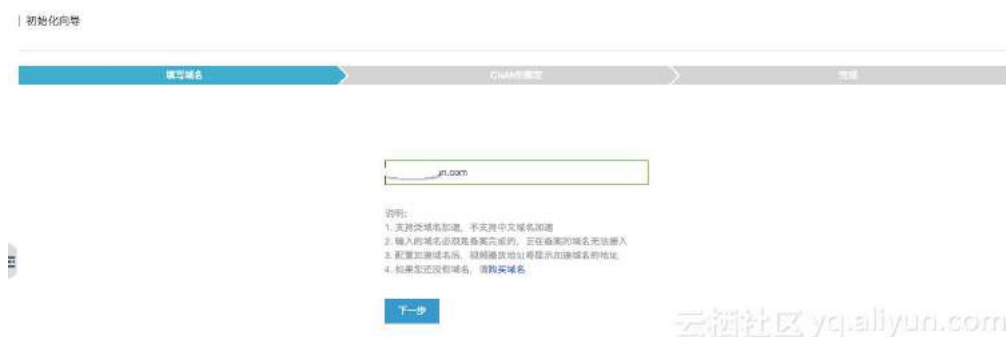 初始化向导
填写域名
CNAME绑定
完成
un.com
说明:
1. 支持泛域名加速，不支持中文域名加速
2. 输入的域名必须是备案完成的，正在备案的域名无法接入
3. 配置加速域名后，视频播放地址将显示加速域名的地址
4. 如果您还没有域名，请购买域名
下一步
云栖社区 yq.aliyun.com